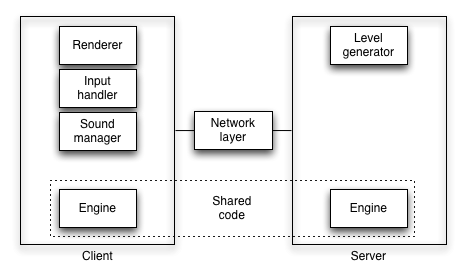 Renderer
Input
handler
Sound
manager
Engine
Client
Network
layer
Shared
code
Level
generator
Engine
Server